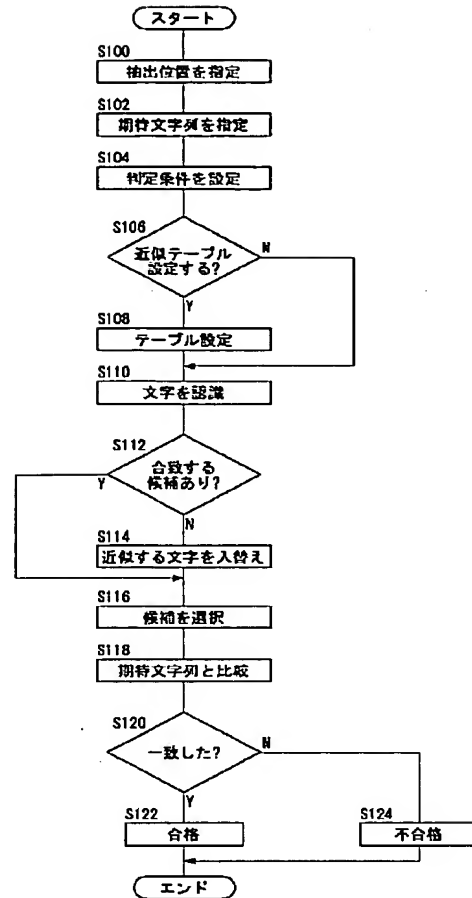 スタート
S100
抽出位置を指定
S102
期待文字列を指定
S104
判定条件を設定
S106
近似テーブル
設定する?
N
Y
S108
テーブル設定
S110
文字を認識
S112
合致する
候補あり?
Y
N
S114
近似する文字を入替え
S116
候補を選択
S118
期待文字列と比較
S120
一致した?
N
Y
S122
合格
S124
不合格
エンド